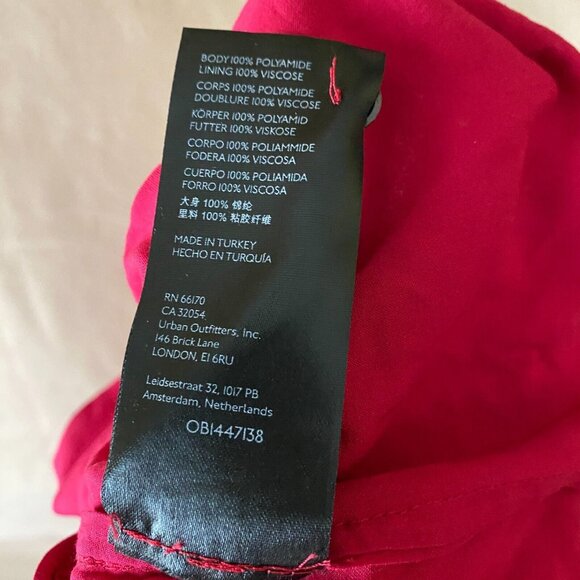 BODY 100% POLYAMIDE
LINING 100% VISCOSE
CORPS 100% POLYAMIDE
DOUBLURE 100% VISCOSE
KÖRPER 100% POLYAMID
FUTTER 100% VISKOSE
CORPO 100% POLIAMMIDE
FODERA 100% VISCOSA
CUERPO 100% POLIAMIDA
FORRO 100% VISCOSA
大身 100% 锦纶
里料 100% 粘胶纤维
MADE IN TURKEY
HECHO EN TURQUÍA
RN 66170
CA 32054
Urban Outfitters, Inc.
146 Brick Lane
LONDON, E1 6RU
Leidsestraat 32, 1017 PB
Amsterdam, Netherlands
OB1447138